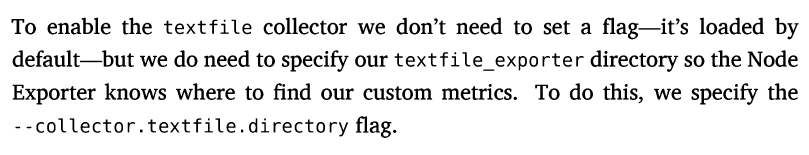 To enable the textfile collector we don’t need to set a flag—it’s loaded by
default—but we do need to specify our textfile_exporter directory so the Node
Exporter knows where to find our custom metrics. To do this, we specify the
--collector.textfile.directory flag.